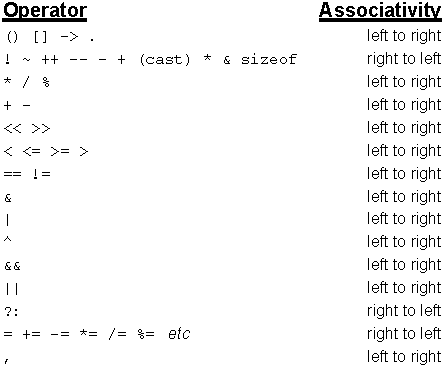 Operator Associativity
() [] -> . left to right
! ~ ++ -- - + (cast) * & sizeof right to left
* / % left to right
+ - left to right
<< >> left to right
< <= >= > left to right
== != left to right
& left to right
| left to right
^ left to right
&& left to right
|| left to right
?: right to left
= += -= *= /= %= etc right to left
, left to right